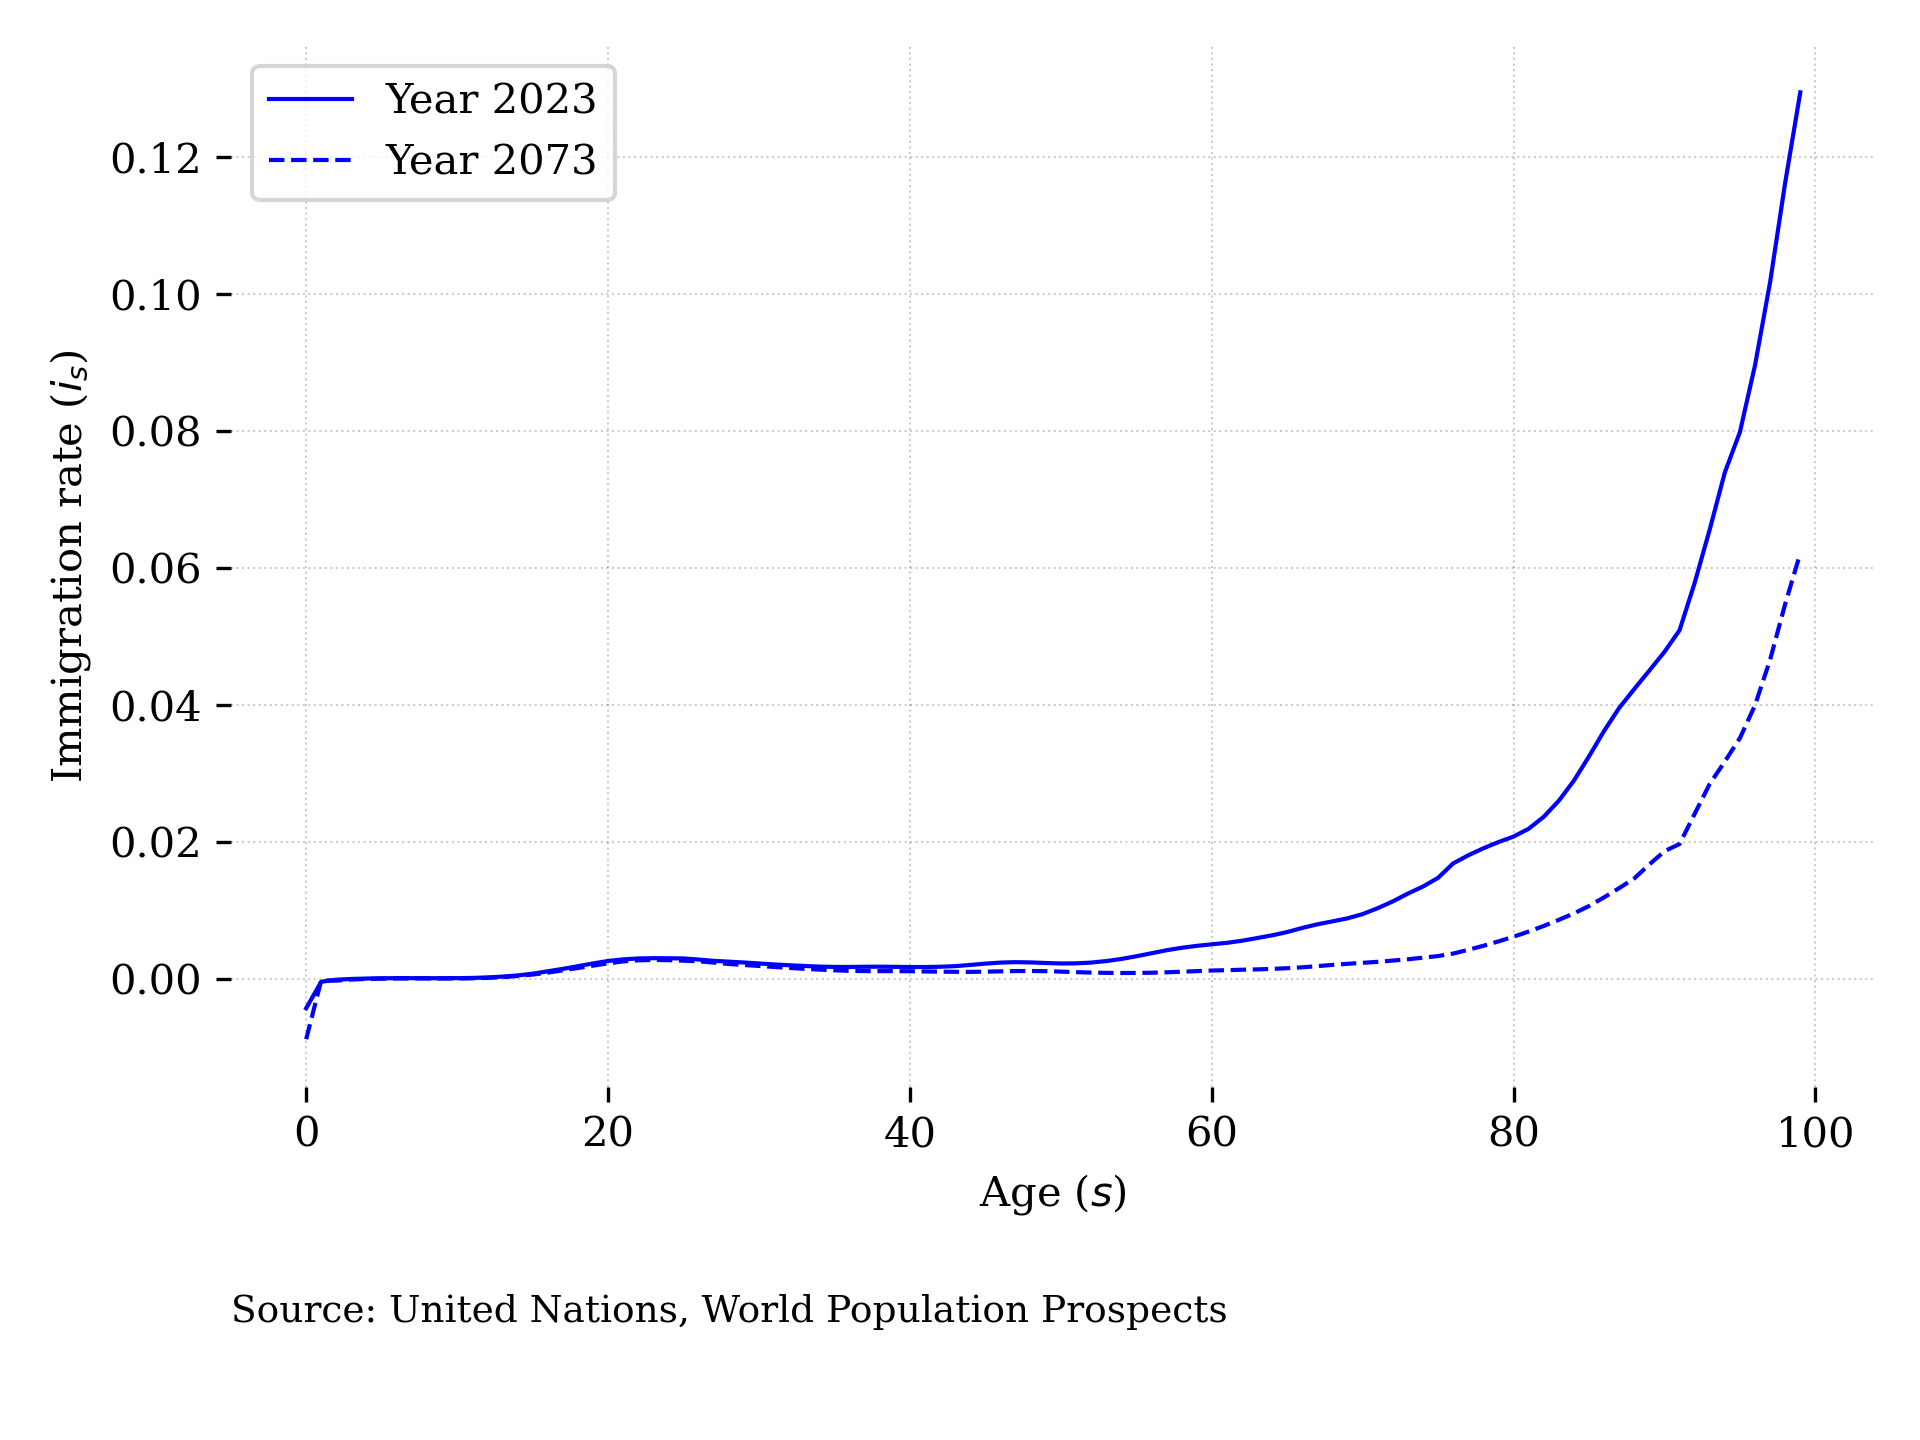 Year 2023
Year 2073
0.12
0.10
0.08
0.06
0.04
0.02
0.00
Immigration rate (i_s)
0 20 40 60 80 100
Age (s)
Source: United Nations, World Population Prospects